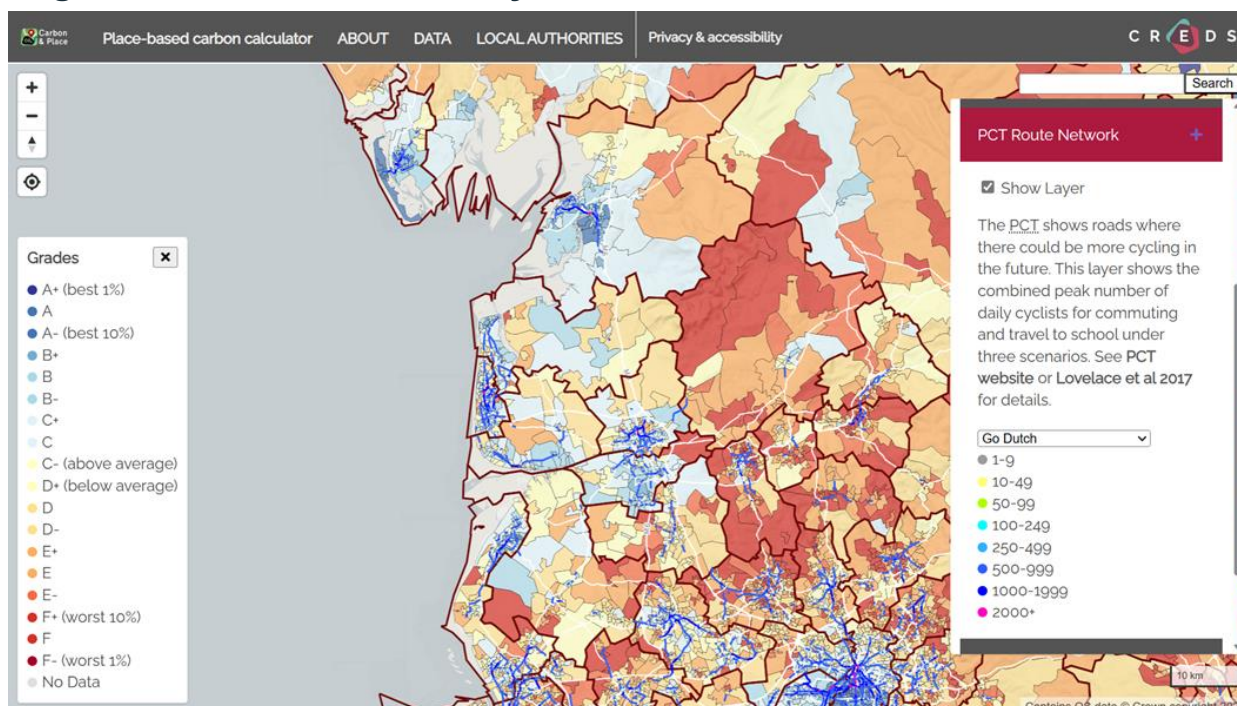 Carbon
& Place
Place-based carbon calculator
ABOUT
DATA
LOCAL AUTHORITIES
Privacy & accessibility
C R E D S
Search
PCT Route Network
Show Layer
The PCT shows roads where
there could be more cycling in
the future. This layer shows the
combined peak number of
daily cyclists for commuting
and travel to school under
three scenarios. See PCT
website or Lovelace et al 2017
for details.
Go Dutch
1-9
10-49
50-99
100-249
250-499
500-999
1000-1999
2000+
10 km
Grades
A+ (best 1%)
A
A- (best 10%)
B+
B
B-
C+
C
C- (above average)
D+ (below average)
D
D-
E+
E
E-
F+ (worst 10%)
F
F- (worst 1%)
No Data